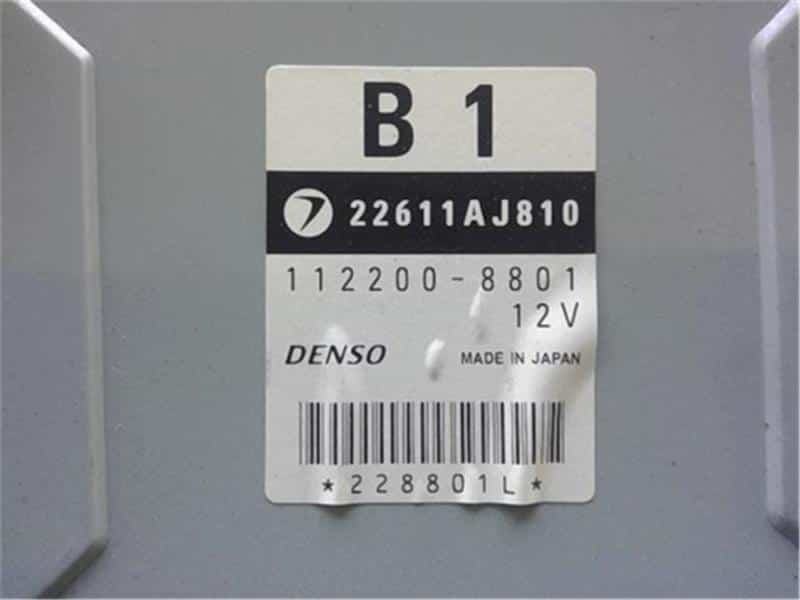 B 1
22611AJ810
112200-8801
12V
DENSO MADE IN JAPAN
*228801L*